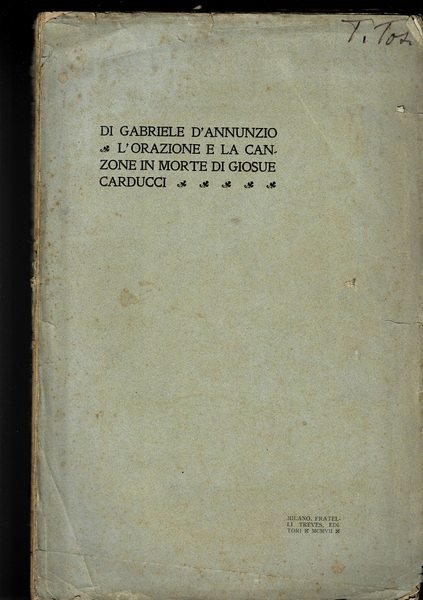 T. Tosi
DI GABRIELE D'ANNUNZIO
❧ L'ORAZIONE E LA CAN-
ZONE IN MORTE DI GIOSUE
CARDUCCI ❧ ❧ ❧ ❧ ❧
MILANO, FRATEL-
LI TREVES, EDI-
TORI ※ MCMVII ※